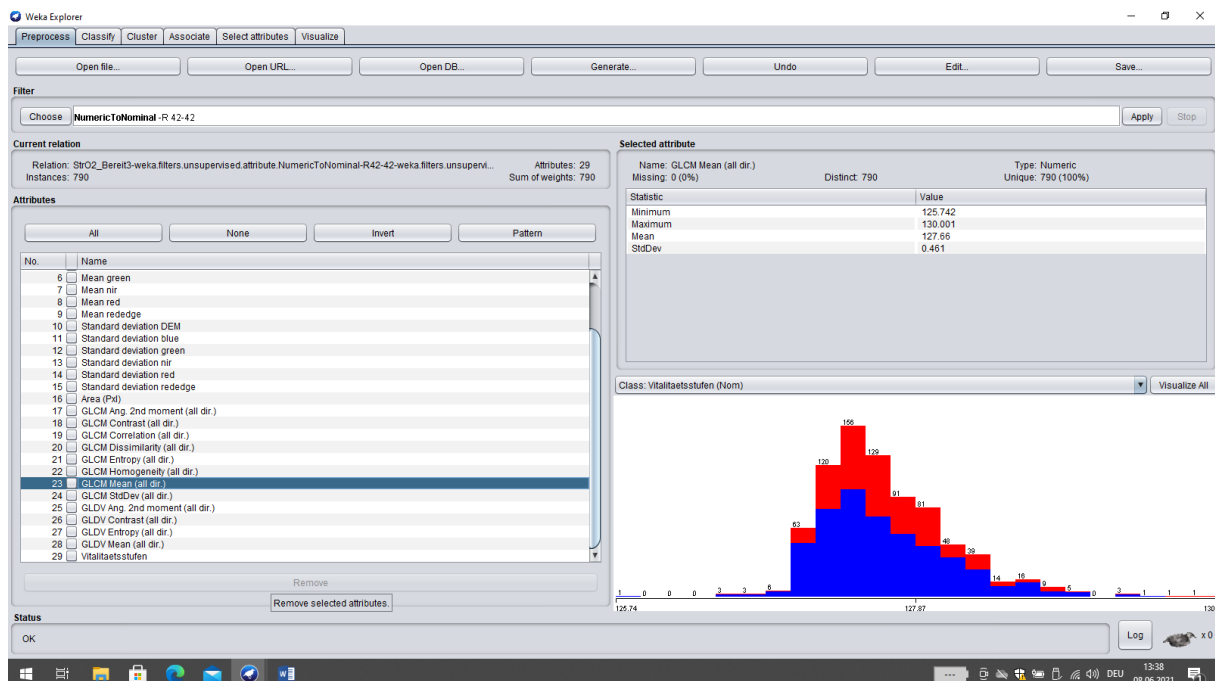 Weka Explorer
Preprocess Classify Cluster Associate Select attributes Visualize
Open file... Open URL... Open DB... Generate... Undo Edit... Save...
Filter
Choose NumericToNominal -R 42-42 Apply Stop
Current relation
Relation: StrO2_Bereit3-weka.filters.unsupervised.attribute.NumericToNominal-R42-42-weka.filters.unsupervi... Attributes: 29
Instances: 790 Sum of weights: 790
Attributes
All None Invert Pattern
No. Name
6 Mean green
7 Mean nir
8 Mean red
9 Mean rededge
10 Standard deviation DEM
11 Standard deviation blue
12 Standard deviation green
13 Standard deviation nir
14 Standard deviation red
15 Standard deviation rededge
16 Area (Pxl)
17 GLCM Ang. 2nd moment (all dir.)
18 GLCM Contrast (all dir.)
19 GLCM Correlation (all dir.)
20 GLCM Dissimilarity (all dir.)
21 GLCM Entropy (all dir.)
22 GLCM Homogeneity (all dir.)
23 GLCM Mean (all dir.)
24 GLCM StdDev (all dir.)
25 GLDV Ang. 2nd moment (all dir.)
26 GLDV Contrast (all dir.)
27 GLDV Entropy (all dir.)
28 GLDV Mean (all dir.)
29 Vitalitaetsstufen
Remove
Remove selected attributes.
Selected attribute
Name: GLCM Mean (all dir.) Type: Numeric
Missing: 0 (0%) Distinct: 790 Unique: 790 (100%)
Statistic Value
Minimum 125.742
Maximum 130.001
Mean 127.66
StdDev 0.461
Class: Vitalitaetsstufen (Nom) Visualize All
1 0 0 0 3 3 6 63 120 156 129 91 81 48 39 14 16 9 5 0 3 1 1 1
125.74 127.87 130
Status
OK
Log x 0
DEU 13:38
08.06.2021